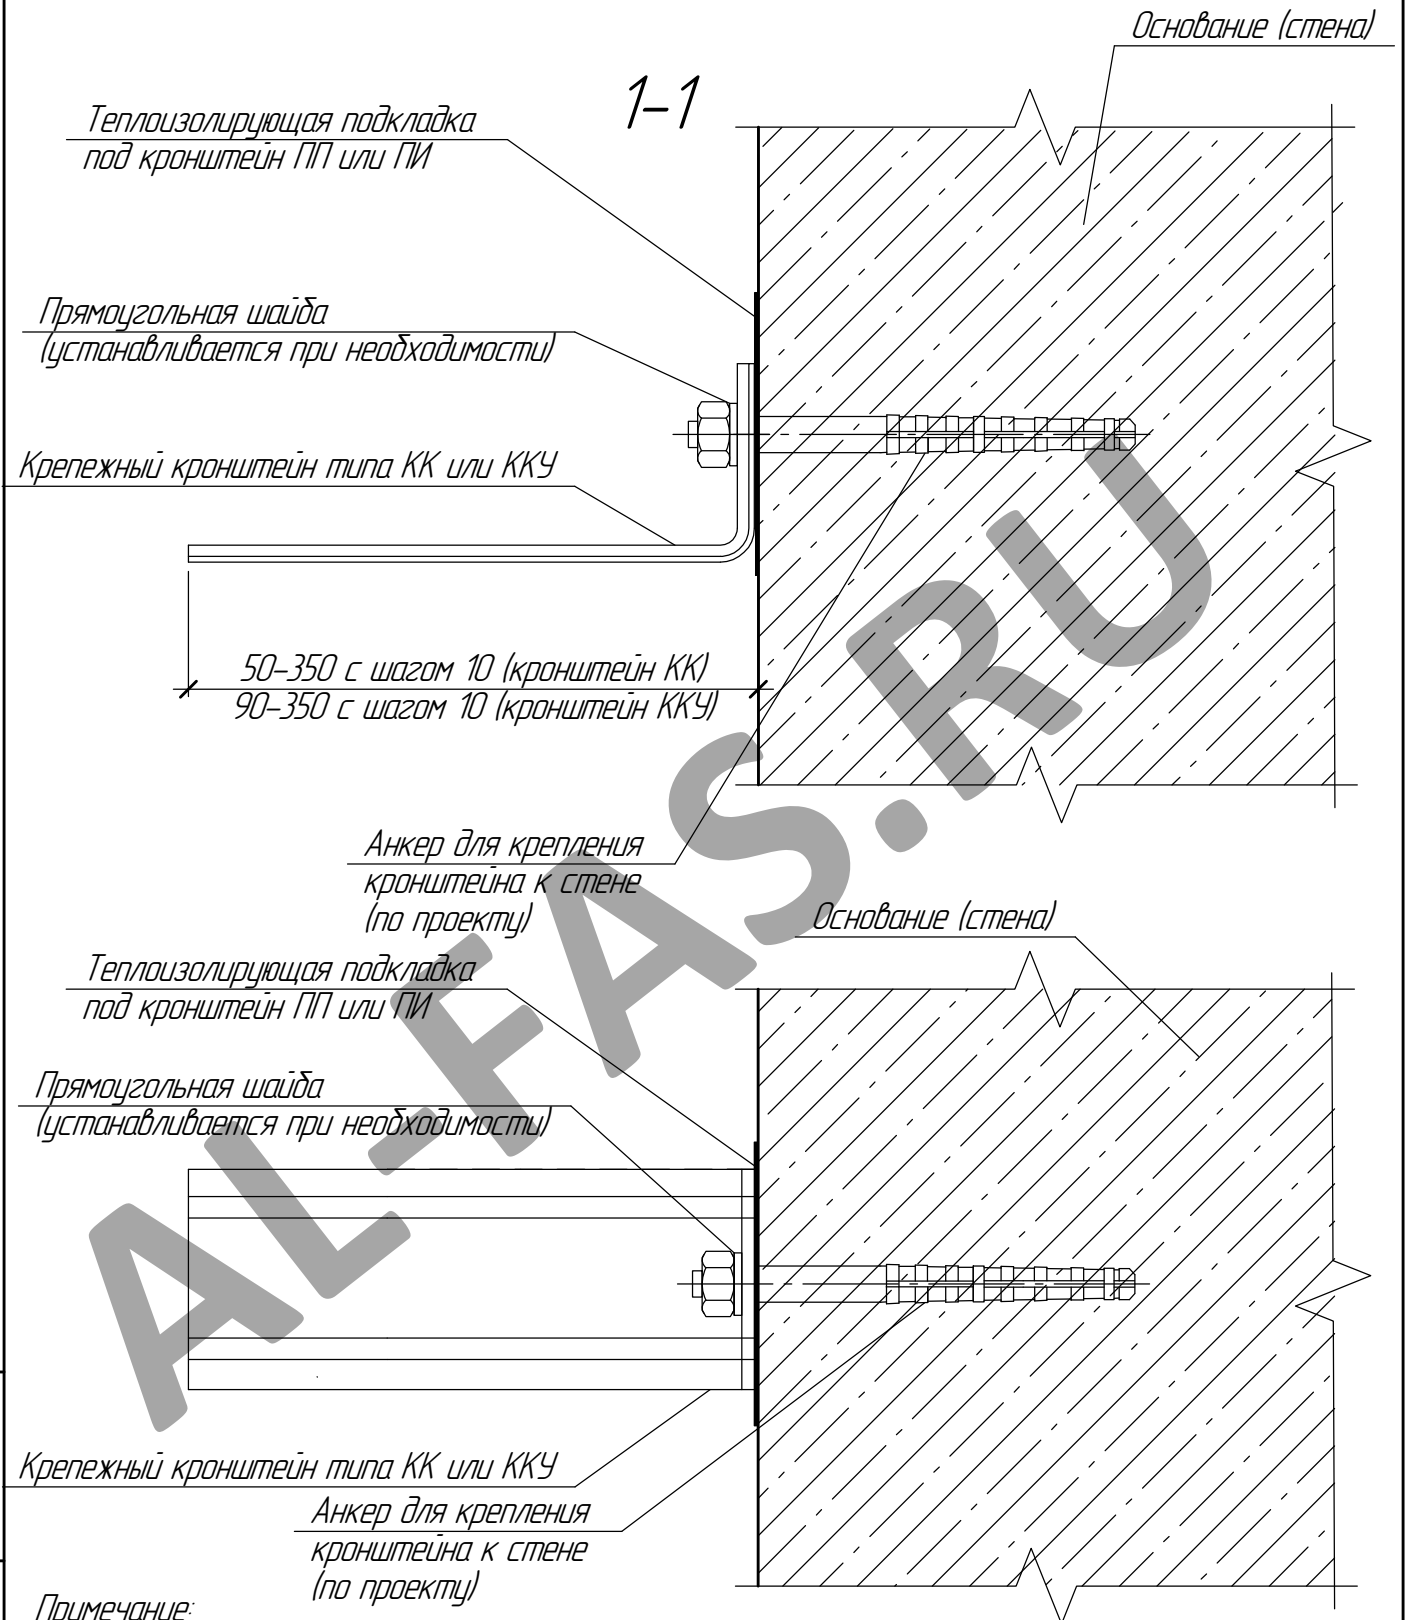 Основание (стена)
1-1
Теплоизолирующая подкладка
под кронштейн ПП или ПИ
Прямоугольная шайба
(устанавливается при необходимости)
Крепежный кронштейн типа КК или ККУ
50-350 с шагом 10 (кронштейн КК)
90-350 с шагом 10 (кронштейн ККУ)
Анкер для крепления
кронштейна к стене
(по проекту)
Основание (стена)
Теплоизолирующая подкладка
под кронштейн ПП или ПИ
Прямоугольная шайба
(устанавливается при необходимости)
Крепежный кронштейн типа КК или ККУ
Анкер для крепления
кронштейна к стене
(по проекту)
Примечание:
AL-FAS.RU